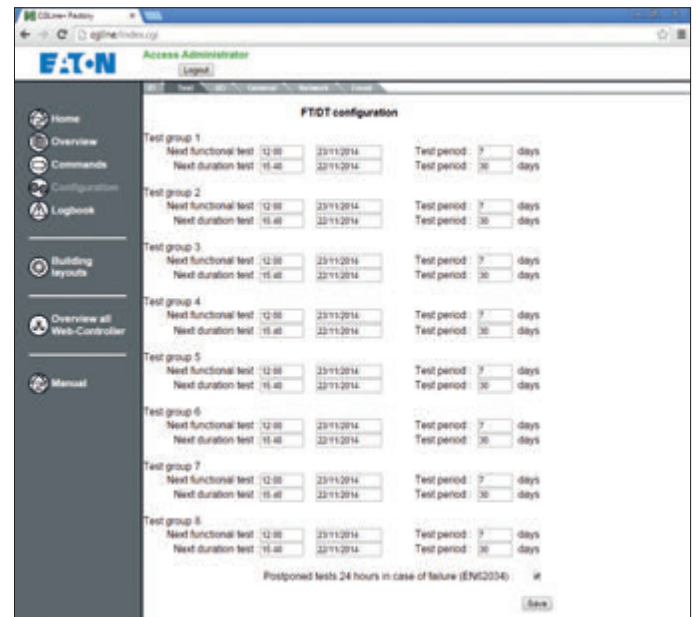 CGLine+ Factory
cgline/index.cgi
EATON
Access Administrator
Logout
Test
General
Network
Email
Home
Overview
Commands
Configuration
Logbook
Building layouts
Overview all Web-Controller
Manual
FT/DT configuration
Test group 1
Next functional test 12:00 23/11/2014 Test period : 7 days
Next duration test 15:40 22/11/2014 Test period : 30 days
Test group 2
Next functional test 12:00 23/11/2014 Test period : 7 days
Next duration test 15:40 22/11/2014 Test period : 30 days
Test group 3
Next functional test 12:00 23/11/2014 Test period : 7 days
Next duration test 15:40 22/11/2014 Test period : 30 days
Test group 4
Next functional test 12:00 23/11/2014 Test period : 7 days
Next duration test 15:40 22/11/2014 Test period : 30 days
Test group 5
Next functional test 12:00 23/11/2014 Test period : 7 days
Next duration test 15:40 22/11/2014 Test period : 30 days
Test group 6
Next functional test 12:00 23/11/2014 Test period : 7 days
Next duration test 15:40 22/11/2014 Test period : 30 days
Test group 7
Next functional test 12:00 23/11/2014 Test period : 7 days
Next duration test 15:40 22/11/2014 Test period : 30 days
Test group 8
Next functional test 12:00 23/11/2014 Test period : 7 days
Next duration test 15:40 22/11/2014 Test period : 30 days
Postponed tests 24 hours in case of failure (EN62034) :
Save